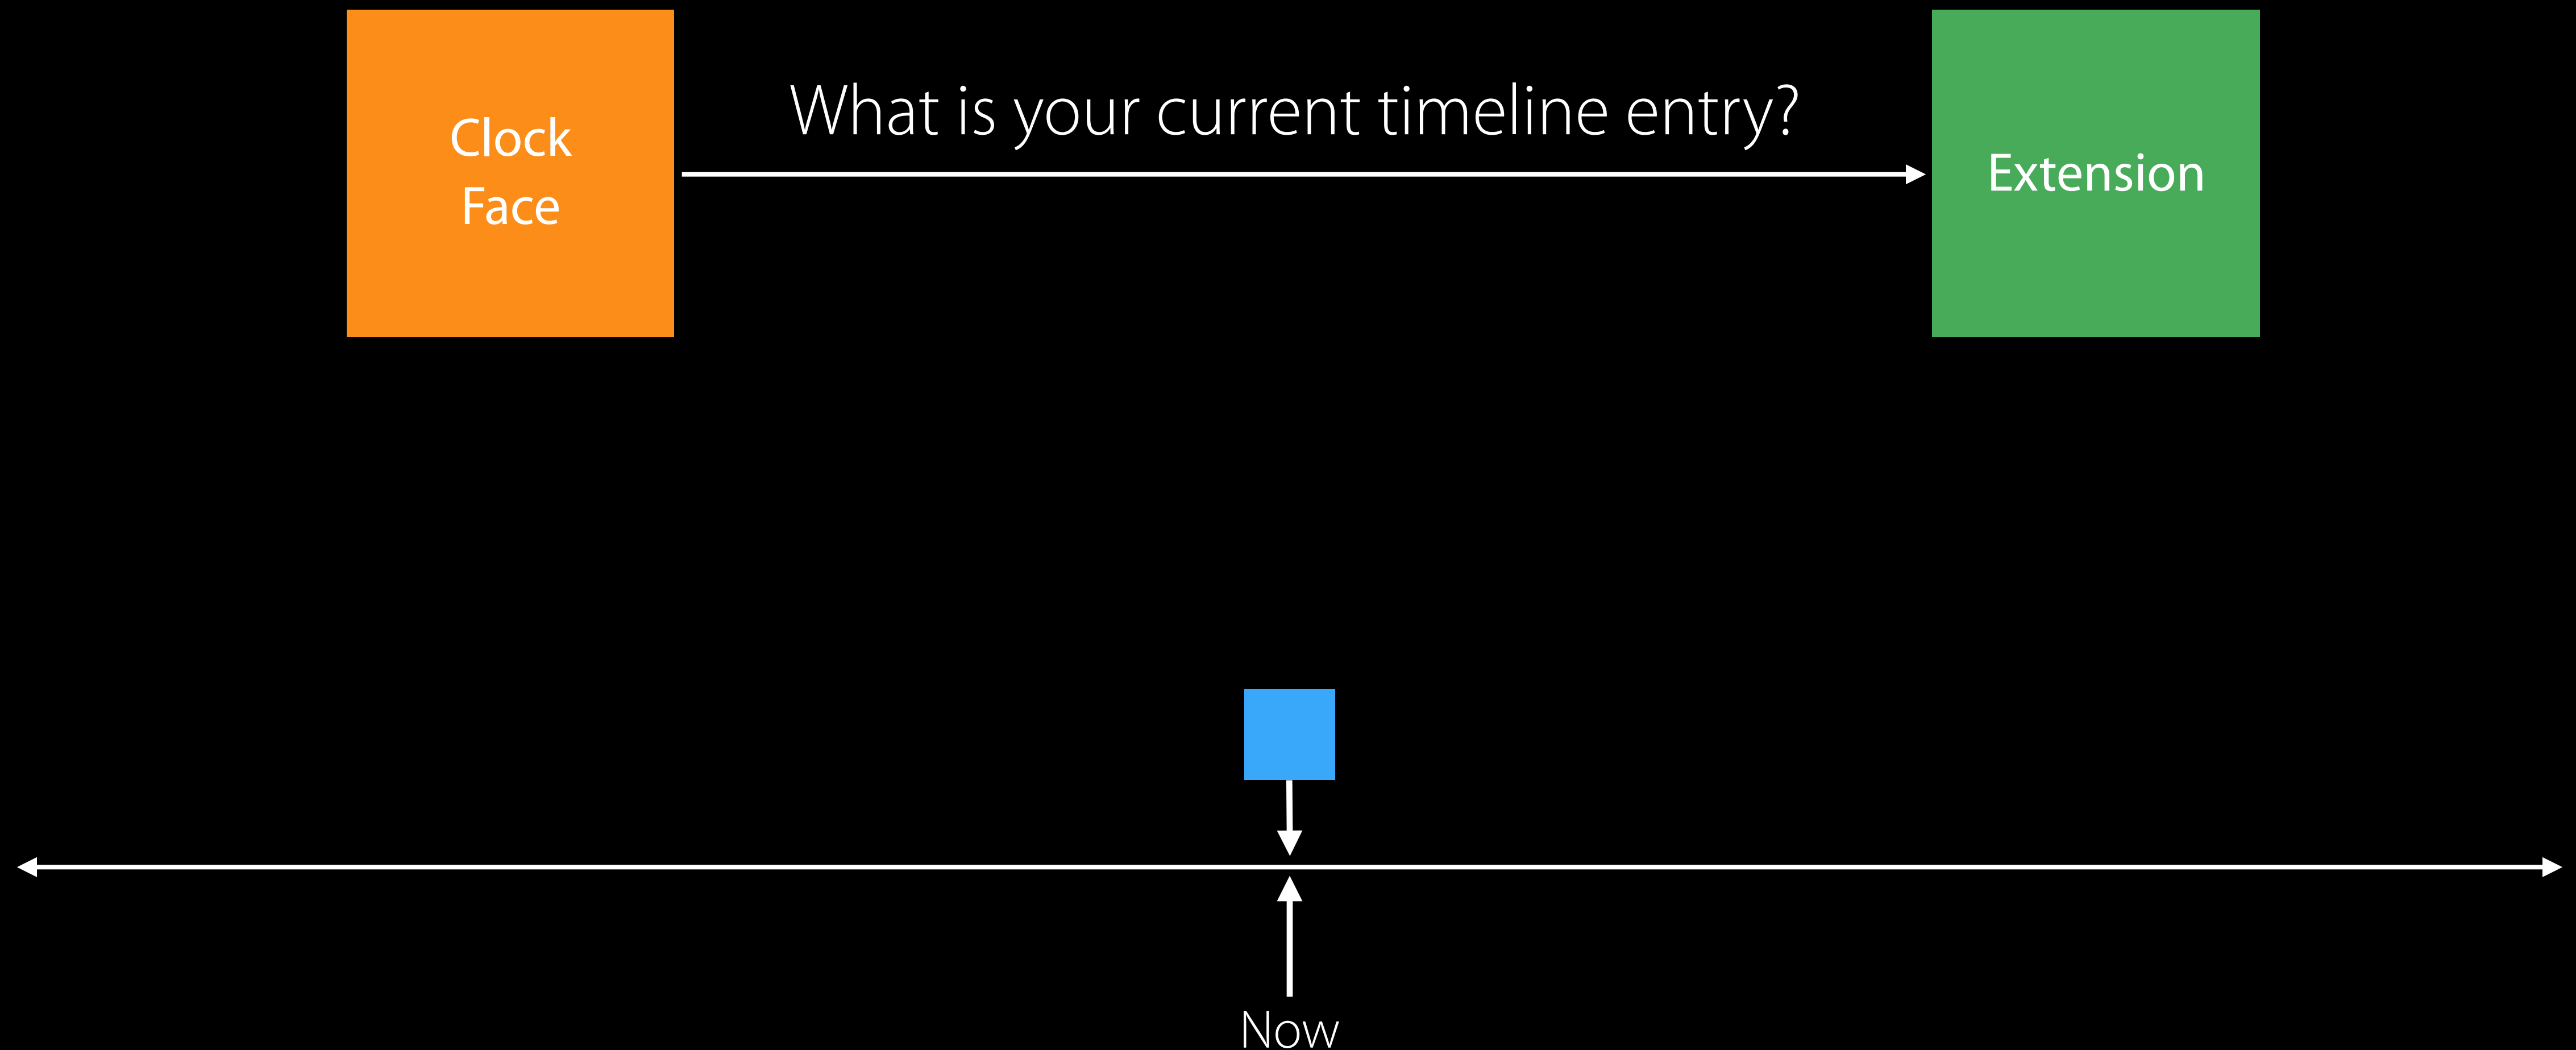 Clock
Face
What is your current timeline entry?
Extension
Now